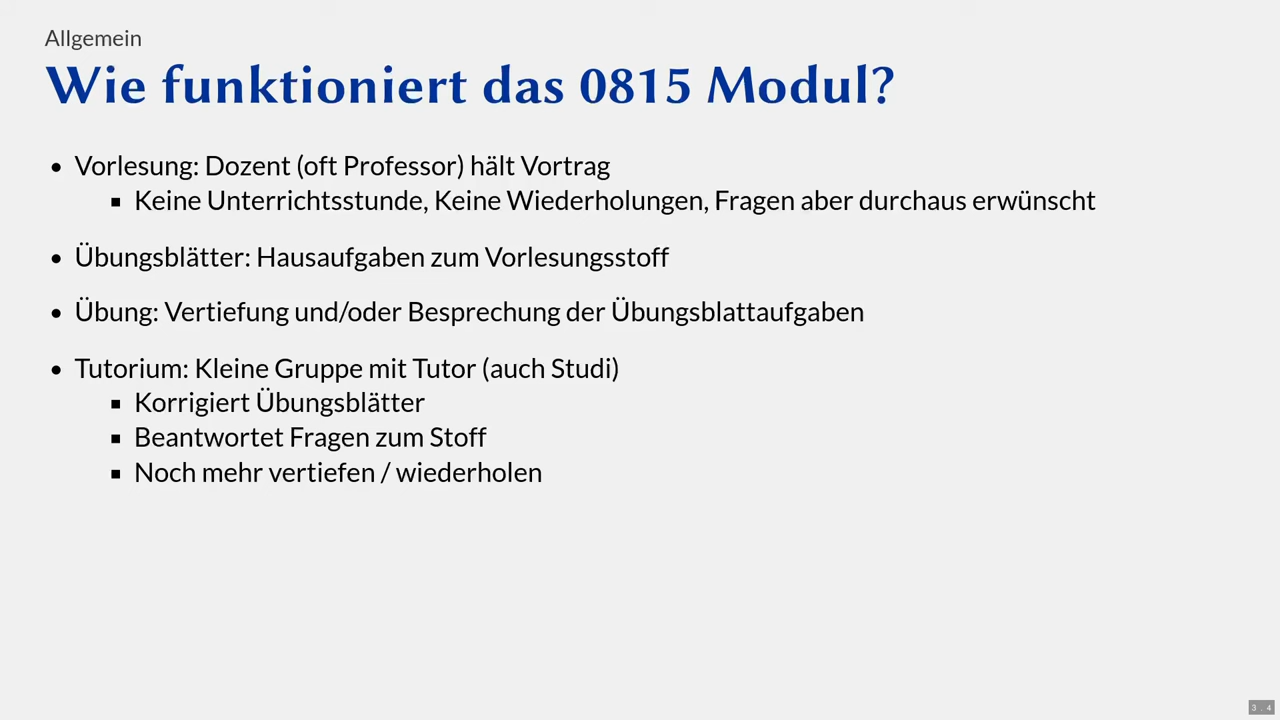 Allgemein
Wie funktioniert das 0815 Modul?
• Vorlesung: Dozent (oft Professor) hält Vortrag
▪ Keine Unterrichtsstunde, Keine Wiederholungen, Fragen aber durchaus erwünscht
• Übungsblätter: Hausaufgaben zum Vorlesungsstoff
• Übung: Vertiefung und/oder Besprechung der Übungsblattaufgaben
• Tutorium: Kleine Gruppe mit Tutor (auch Studi)
▪ Korrigiert Übungsblätter
▪ Beantwortet Fragen zum Stoff
▪ Noch mehr vertiefen / wiederholen
3 . 4